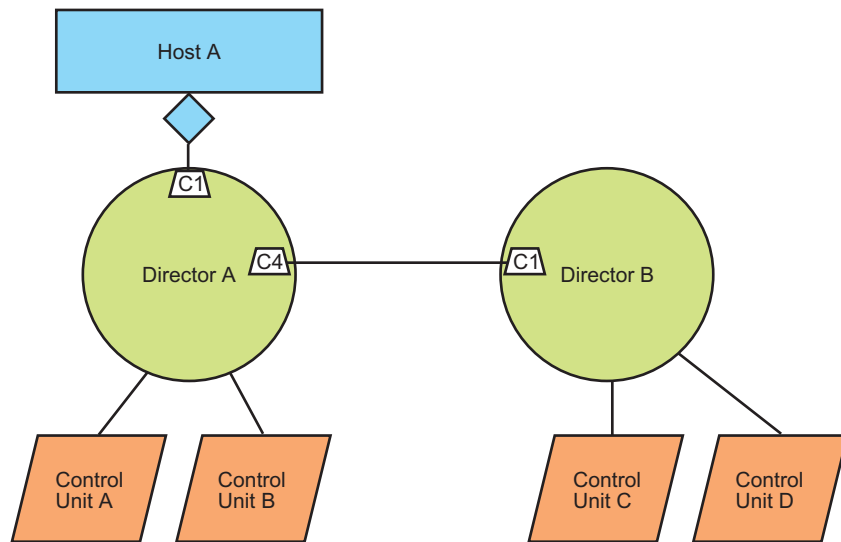 Host A
C1
C4
C1
Director A
Director B
Control
Unit A
Control
Unit B
Control
Unit C
Control
Unit D